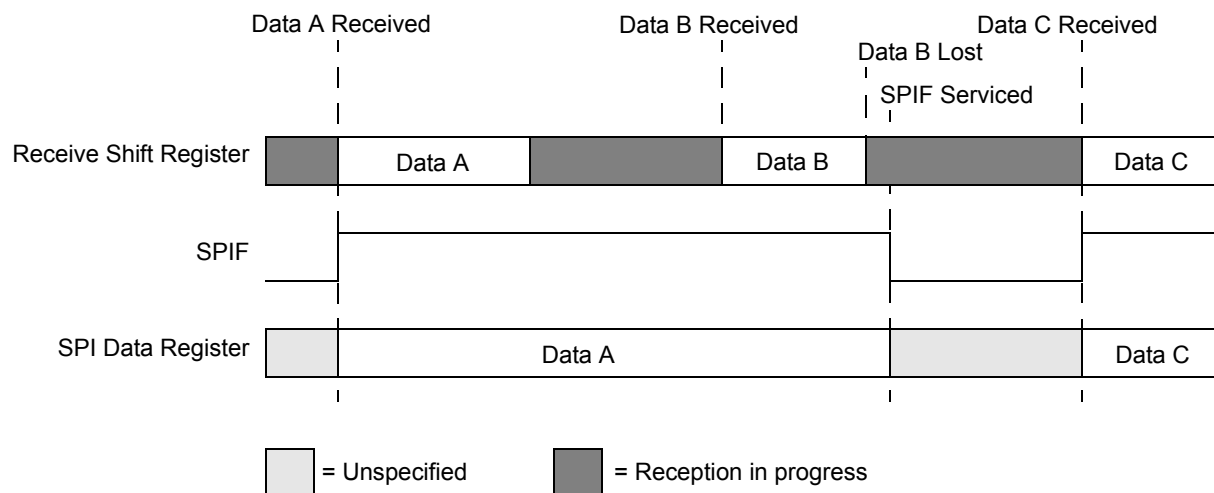 Data A Received
Data B Received
Data C Received
Data B Lost
SPIF Serviced
Receive Shift Register
Data A
Data B
Data C
SPIF
SPI Data Register
Data A
Data C
= Unspecified
= Reception in progress